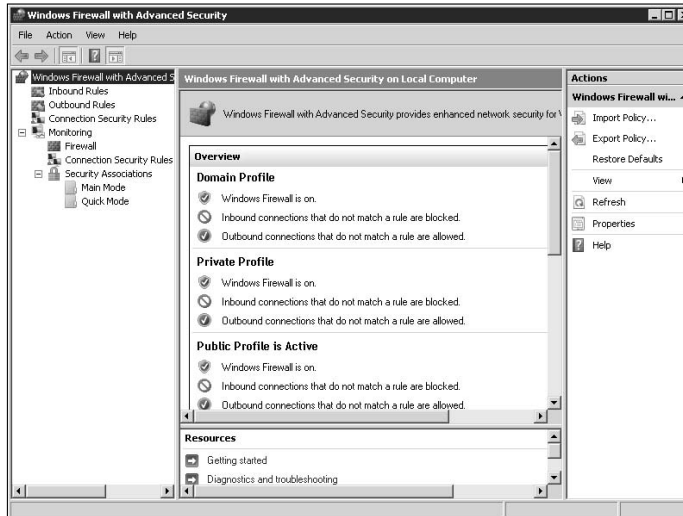 Windows Firewall with Advanced Security
File Action View Help
Windows Firewall with Advanced S
Inbound Rules
Outbound Rules
Connection Security Rules
Monitoring
Firewall
Connection Security Rules
Security Associations
Main Mode
Quick Mode
Windows Firewall with Advanced Security on Local Computer
Windows Firewall with Advanced Security provides enhanced network security for
Overview
Domain Profile
Windows Firewall is on.
Inbound connections that do not match a rule are blocked.
Outbound connections that do not match a rule are allowed.
Private Profile
Windows Firewall is on.
Inbound connections that do not match a rule are blocked.
Outbound connections that do not match a rule are allowed.
Public Profile is Active
Windows Firewall is on.
Inbound connections that do not match a rule are blocked.
Outbound connections that do not match a rule are allowed.
Resources
Getting started
Diagnostics and troubleshooting
Actions
Windows Firewall wi...
Import Policy...
Export Policy...
Restore Defaults
View
Refresh
Properties
Help